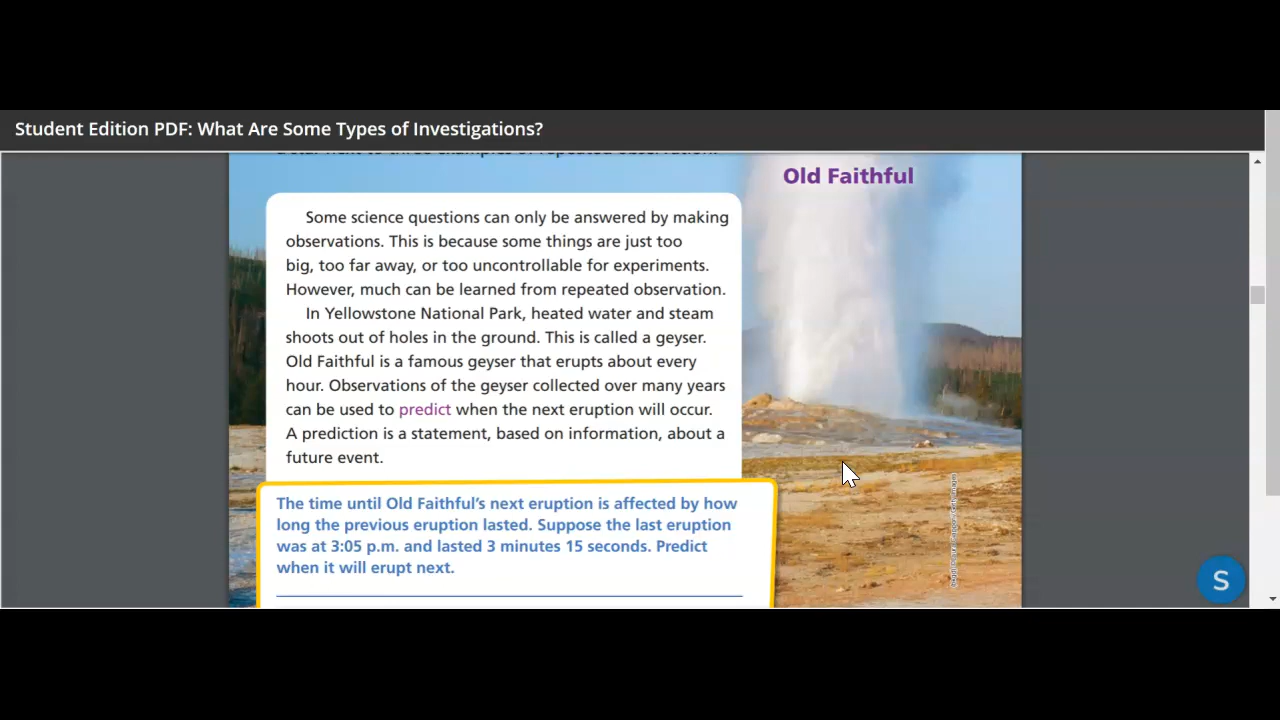 Student Edition PDF: What Are Some Types of Investigations?
Old Faithful
Some science questions can only be answered by making
observations. This is because some things are just too
big, too far away, or too uncontrollable for experiments.
However, much can be learned from repeated observation.
In Yellowstone National Park, heated water and steam
shoots out of holes in the ground. This is called a geyser.
Old Faithful is a famous geyser that erupts about every
hour. Observations of the geyser collected over many years
can be used to predict when the next eruption will occur.
A prediction is a statement, based on information, about a
future event.
The time until Old Faithful's next eruption is affected by how
long the previous eruption lasted. Suppose the last eruption
was at 3:05 p.m. and lasted 3 minutes 15 seconds. Predict
when it will erupt next.
S